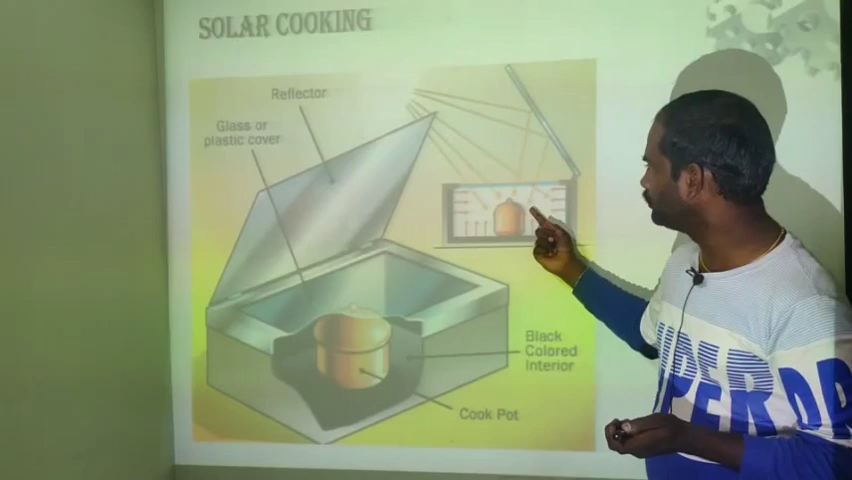 SOLAR COOKING
Reflector
Glass or
plastic cover
Black
Colored
Interior
Cook Pot